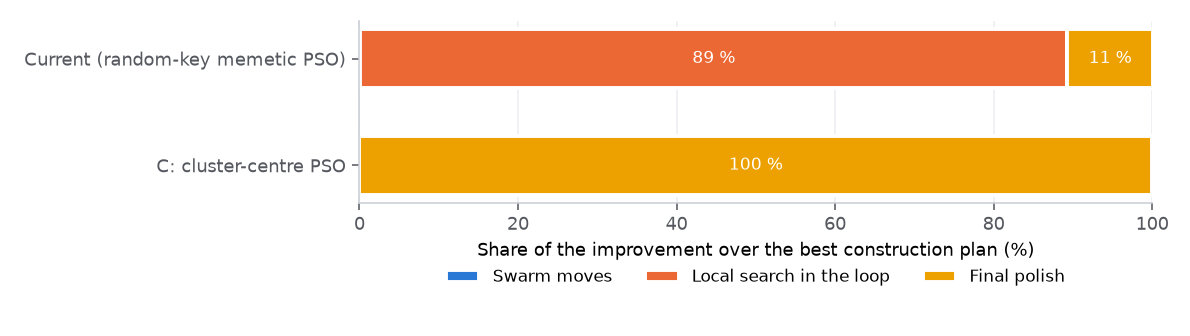 Current (random-key memetic PSO)
89 %
11 %
C: cluster-centre PSO
100 %
0 20 40 60 80 100
Share of the improvement over the best construction plan (%)
Swarm moves Local search in the loop Final polish